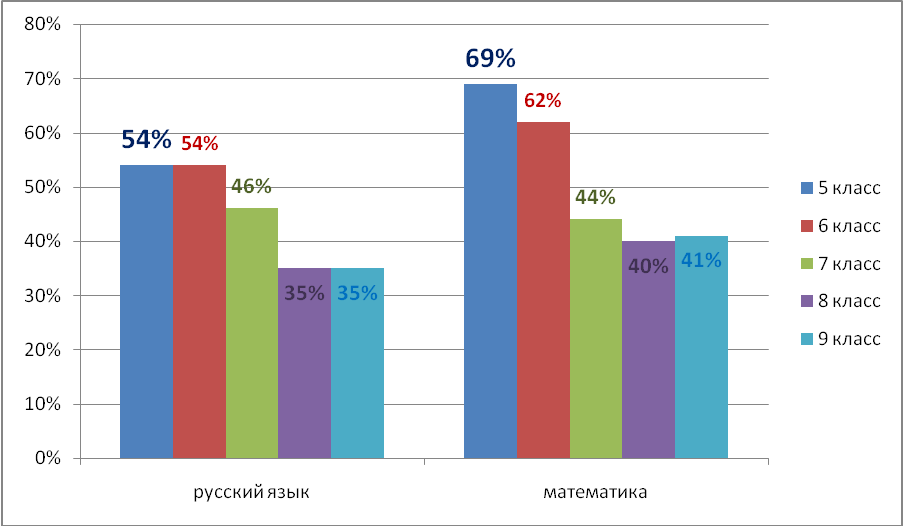 80%
70%
60%
50%
40%
30%
20%
10%
0%
54%
54%
46%
35%
35%
69%
62%
44%
40%
41%
русский язык
математика
5 класс
6 класс
7 класс
8 класс
9 класс